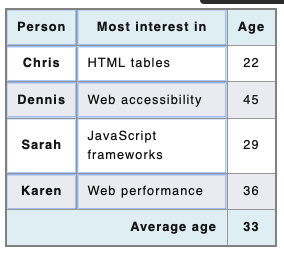 Person Most interest in Age
Chris HTML tables 22
Dennis Web accessibility 45
Sarah JavaScript frameworks 29
Karen Web performance 36
Average age 33